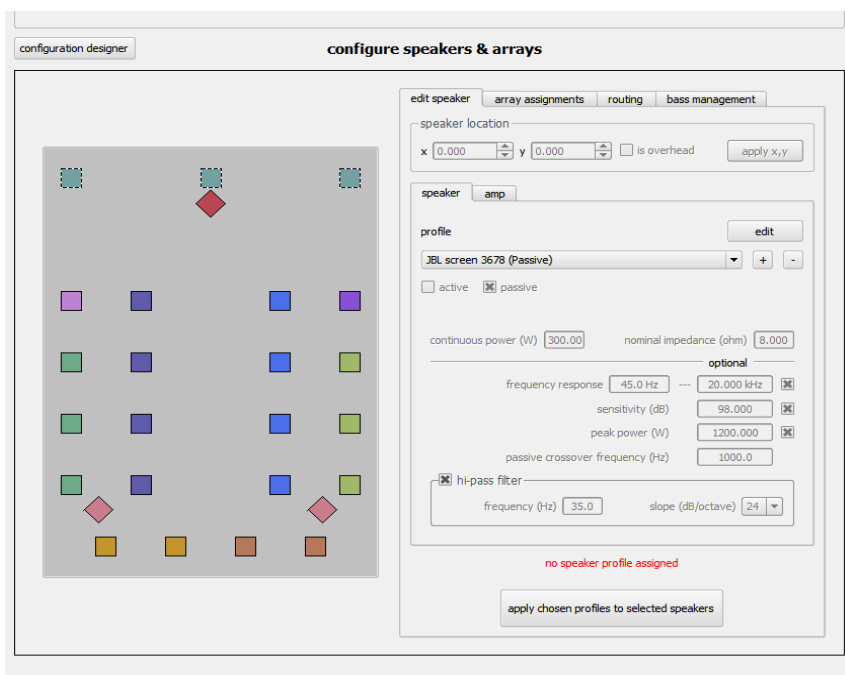 configuration designer
configure speakers & arrays
edit speaker array assignments routing bass management
speaker location
x 0.000 y 0.000 is overhead apply x,y
speaker amp
profile edit
JBL screen 3678 (Passive) + -
active passive
continuous power (W) 300.00 nominal impedance (ohm) 8.000
optional
frequency response 45.0 Hz --- 20.000 kHz
sensitivity (dB) 98.000
peak power (W) 1200.000
passive crossover frequency (Hz) 1000.0
hi-pass filter
frequency (Hz) 35.0 slope (dB/octave) 24
no speaker profile assigned
apply chosen profiles to selected speakers